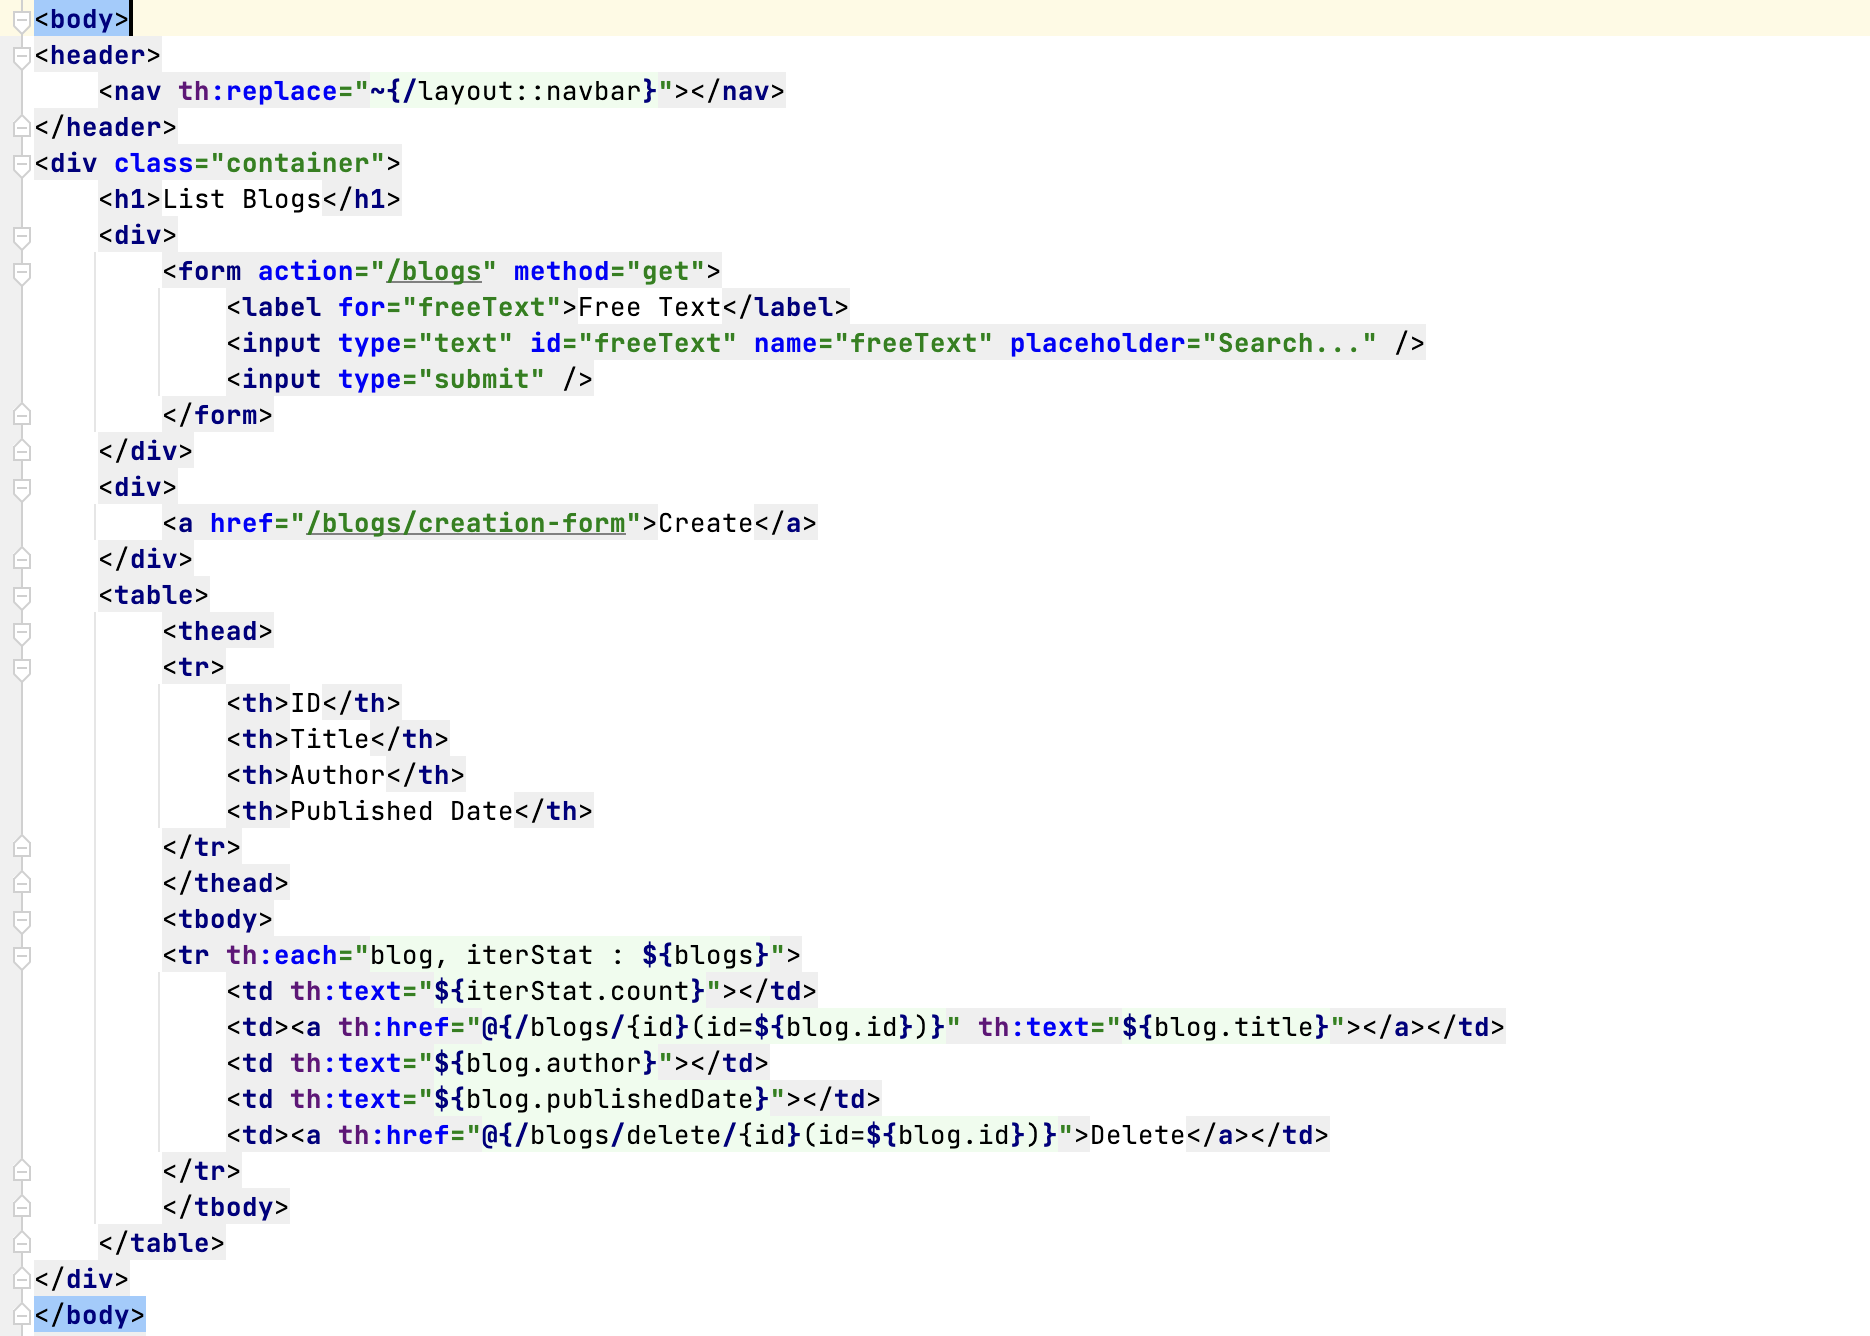 <body>
<header>
    <nav th:replace="~{/layout::navbar}"></nav>
</header>
<div class="container">
    <h1>List Blogs</h1>
    <div>
        <form action="/blogs" method="get">
            <label for="freeText">Free Text</label>
            <input type="text" id="freeText" name="freeText" placeholder="Search..." />
            <input type="submit" />
        </form>
    </div>
    <div>
        <a href="/blogs/creation-form">Create</a>
    </div>
    <table>
        <thead>
        <tr>
            <th>ID</th>
            <th>Title</th>
            <th>Author</th>
            <th>Published Date</th>
        </tr>
        </thead>
        <tbody>
        <tr th:each="blog, iterStat : ${blogs}">
            <td th:text="${iterStat.count}"></td>
            <td><a th:href="@{/blogs/{id}(id=${blog.id})}" th:text="${blog.title}"></a></td>
            <td th:text="${blog.author}"></td>
            <td th:text="${blog.publishedDate}"></td>
            <td><a th:href="@{/blogs/delete/{id}(id=${blog.id})}">Delete</a></td>
        </tr>
        </tbody>
    </table>
</div>
</body>